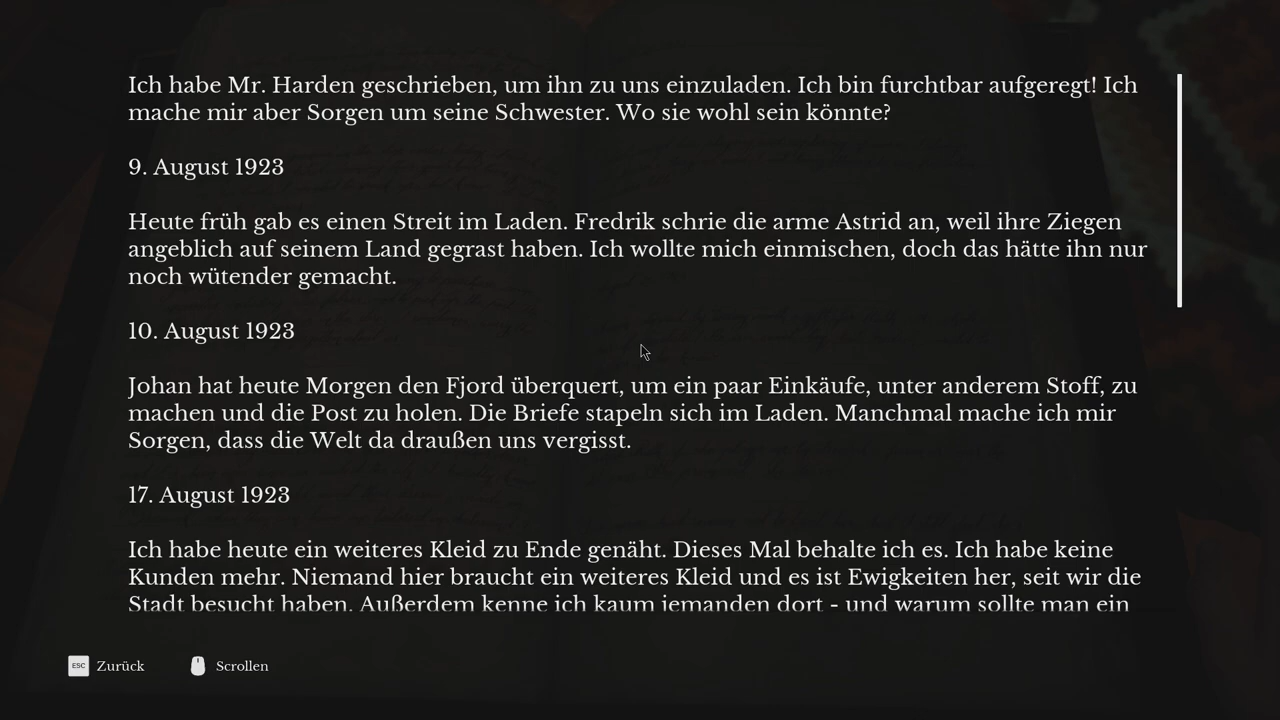 Ich habe Mr. Harden geschrieben, um ihn zu uns einzuladen. Ich bin furchtbar aufgeregt! Ich
mache mir aber Sorgen um seine Schwester. Wo sie wohl sein könnte?
9. August 1923
Heute früh gab es einen Streit im Laden. Fredrik schrie die arme Astrid an, weil ihre Ziegen
angeblich auf seinem Land gegrast haben. Ich wollte mich einmischen, doch das hätte ihn nur
noch wütender gemacht.
10. August 1923
Johan hat heute Morgen den Fjord überquert, um ein paar Einkäufe, unter anderem Stoff, zu
machen und die Post zu holen. Die Briefe stapeln sich im Laden. Manchmal mache ich mir
Sorgen, dass die Welt da draußen uns vergisst.
17. August 1923
Ich habe heute ein weiteres Kleid zu Ende genäht. Dieses Mal behalte ich es. Ich habe keine
Kunden mehr. Niemand hier braucht ein weiteres Kleid und es ist Ewigkeiten her, seit wir die
Stadt besucht haben. Außerdem kenne ich kaum jemanden dort - und warum sollte man ein
ESC Zurück Scrollen